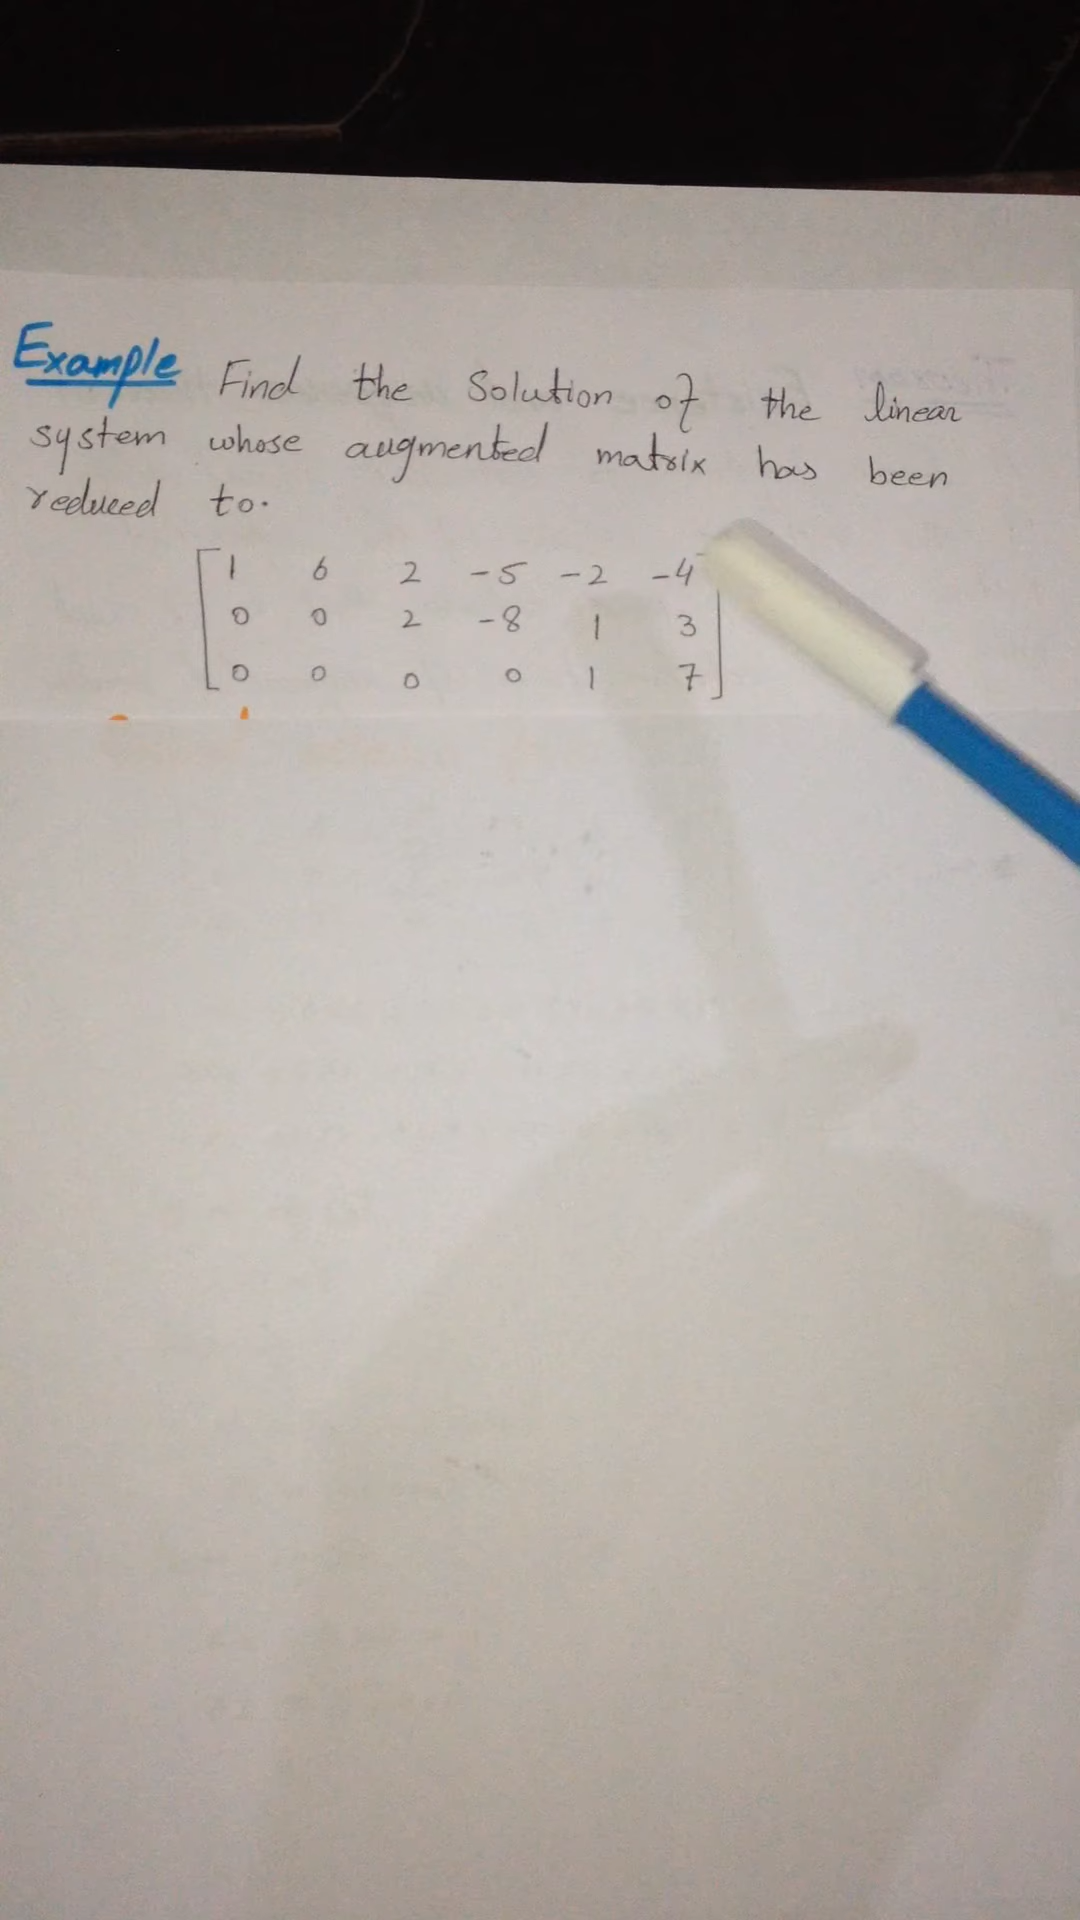 Example Find the Solution of the linear
system whose augmented matrix has been
reduced to.
1 6 2 -5 -2 -4
0 0 2 -8 1 3
0 0 0 0 1 7